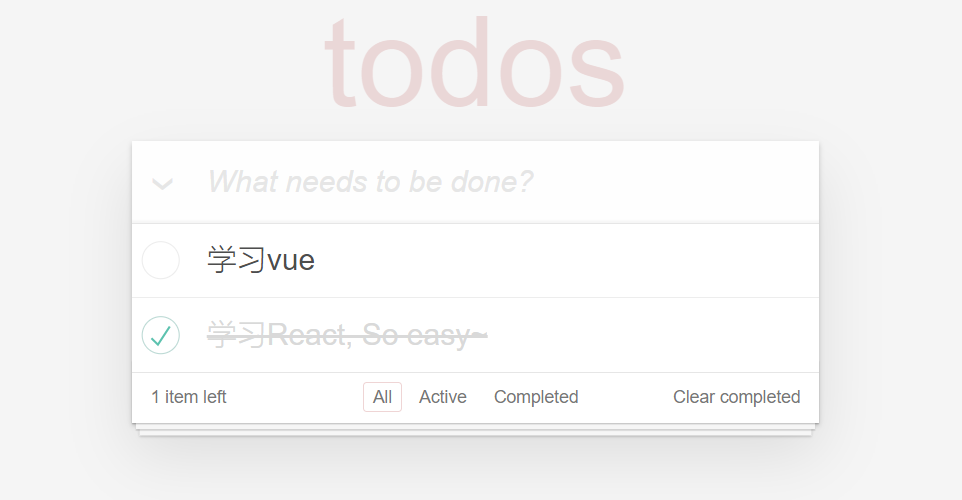 todos
What needs to be done?
学习vue
学习React, So easy~
1 item left All Active Completed Clear completed